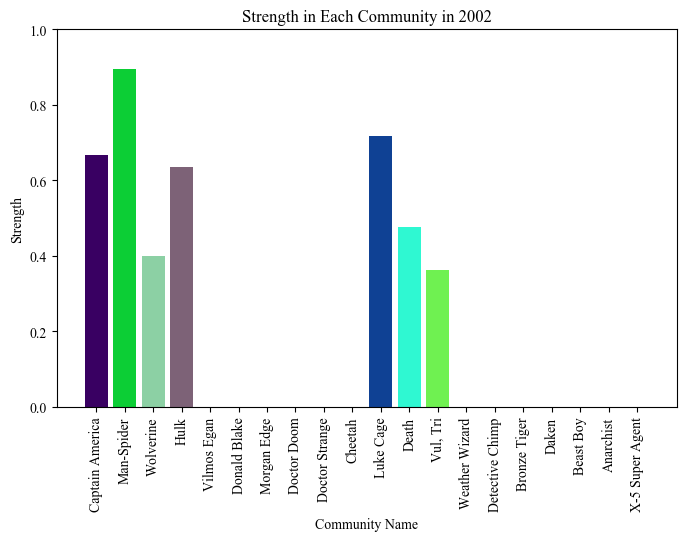 Strength in Each Community in 2002
1.0
0.8
0.6
0.4
0.2
0.0
Strength
Captain America
Man-Spider
Wolverine
Hulk
Vilmos Egan
Donald Blake
Morgan Edge
Doctor Doom
Doctor Strange
Cheetah
Luke Cage
Death
Vul, Tri
Weather Wizard
Detective Chimp
Bronze Tiger
Daken
Beast Boy
Anarchist
X-5 Super Agent
Community Name